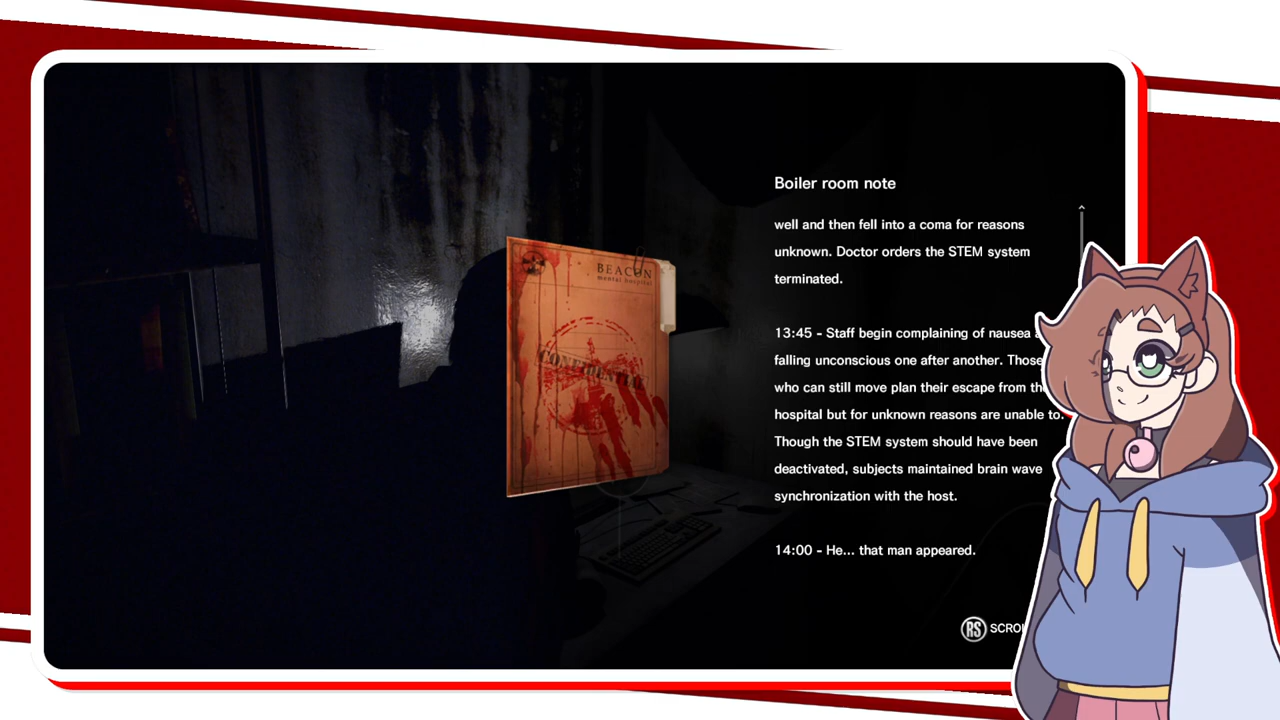 Boiler room note
well and then fell into a coma for reasons
unknown. Doctor orders the STEM system
terminated.
13:45 - Staff begin complaining of nausea
falling unconscious one after another. Those
who can still move plan their escape from th
hospital but for unknown reasons are unable to.
Though the STEM system should have been
deactivated, subjects maintained brain wave
synchronization with the host.
14:00 - He... that man appeared.
BEACON
mental hospital
CONFIDENTIAL
RS SCRO